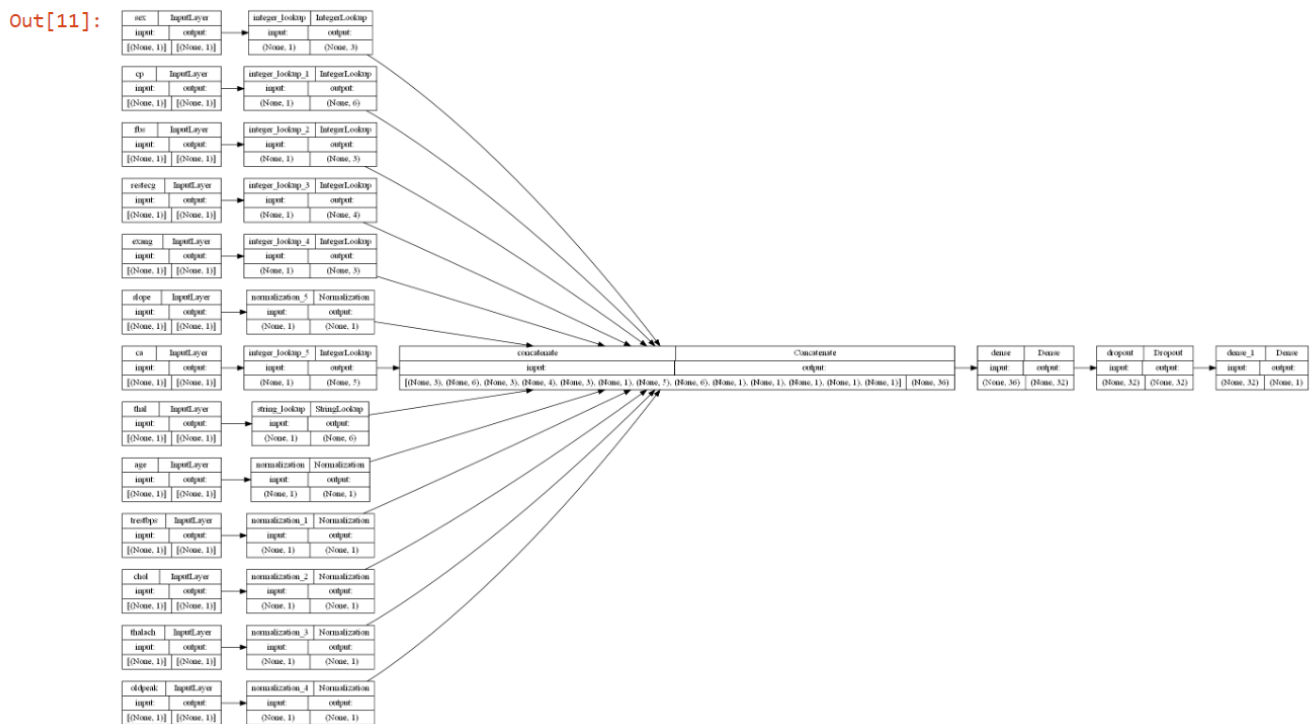 Out[11]:
sex InputLayer integer_lookup IntegerLookup
input: output: input: output:
[(None, 1)] [(None, 1)] (None, 1) (None, 3)
cp InputLayer integer_lookup_1 IntegerLookup
input: output: input: output:
[(None, 1)] [(None, 1)] (None, 1) (None, 6)
fbs InputLayer integer_lookup_2 IntegerLookup
input: output: input: output:
[(None, 1)] [(None, 1)] (None, 1) (None, 3)
restecg InputLayer integer_lookup_3 IntegerLookup
input: output: input: output:
[(None, 1)] [(None, 1)] (None, 1) (None, 4)
exang InputLayer integer_lookup_4 IntegerLookup
input: output: input: output:
[(None, 1)] [(None, 1)] (None, 1) (None, 3)
slope InputLayer normalization_5 Normalization
input: output: input: output:
[(None, 1)] [(None, 1)] (None, 1) (None, 1)
ca InputLayer integer_lookup_5 IntegerLookup concatenate Concatenate dense Dense dropout Dropout dense_1 Dense
input: output: input: output: input: output: input: output: input: output: input: output:
[(None, 1)] [(None, 1)] (None, 1) (None, 5) [(None, 3), (None, 6), (None, 3), (None, 4), (None, 3), (None, 1), (None, 5), (None, 6), (None, 1), (None, 1), (None, 1), (None, 1), (None, 1)] (None, 36) (None, 36) (None, 32) (None, 32) (None, 32) (None, 32) (None, 1)
thal InputLayer string_lookup StringLookup
input: output: input: output:
[(None, 1)] [(None, 1)] (None, 1) (None, 6)
age InputLayer normalization Normalization
input: output: input: output:
[(None, 1)] [(None, 1)] (None, 1) (None, 1)
trestbps InputLayer normalization_1 Normalization
input: output: input: output:
[(None, 1)] [(None, 1)] (None, 1) (None, 1)
chol InputLayer normalization_2 Normalization
input: output: input: output:
[(None, 1)] [(None, 1)] (None, 1) (None, 1)
thalach InputLayer normalization_3 Normalization
input: output: input: output:
[(None, 1)] [(None, 1)] (None, 1) (None, 1)
oldpeak InputLayer normalization_4 Normalization
input: output: input: output:
[(None, 1)] [(None, 1)] (None, 1) (None, 1)